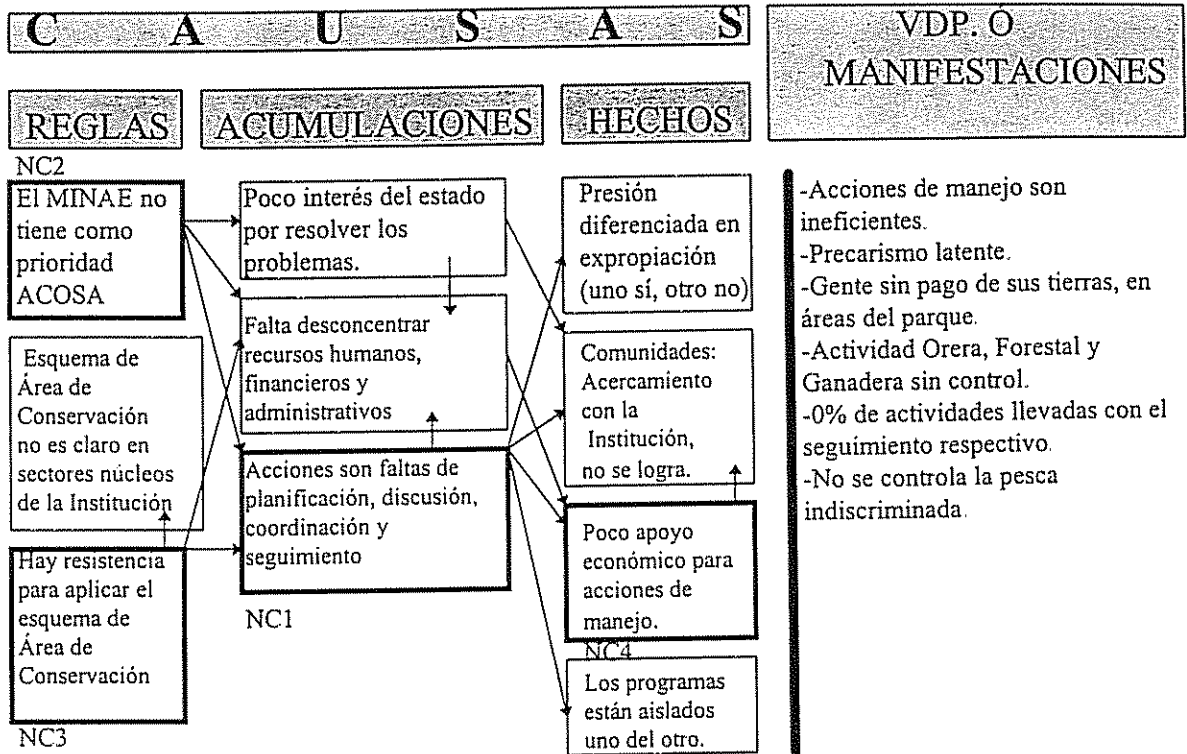 C A U S A S
VDP. O
MANIFESTACIONES
REGLAS
ACUMULACIONES
HECHOS
NC2
El MINAE no
tiene como
prioridad
ACOSA
Esquema de
Área de
Conservación
no es claro en
sectores núcleos
de la Institución
Hay resistencia
para aplicar el
esquema de
Área de
Conservación
NC3
Poco interés del estado
por resolver los
problemas.
Falta desconcentrar
recursos humanos,
financieros y
administrativos
Acciones son faltas de
planificación, discusión,
coordinación y
seguimiento
NC1
Presión
diferenciada en
expropiación
(uno sí, otro no)
Comunidades:
Acercamiento
con la
Institución,
no se logra.
Poco apoyo
económico para
acciones de
manejo.
NC4
Los programas
están aislados
uno del otro.
-Acciones de manejo son
ineficientes.
-Precarismo latente.
-Gente sin pago de sus tierras, en
áreas del parque.
-Actividad Orera, Forestal y
Ganadera sin control.
-0% de actividades llevadas con el
seguimiento respectivo.
-No se controla la pesca
indiscriminada.